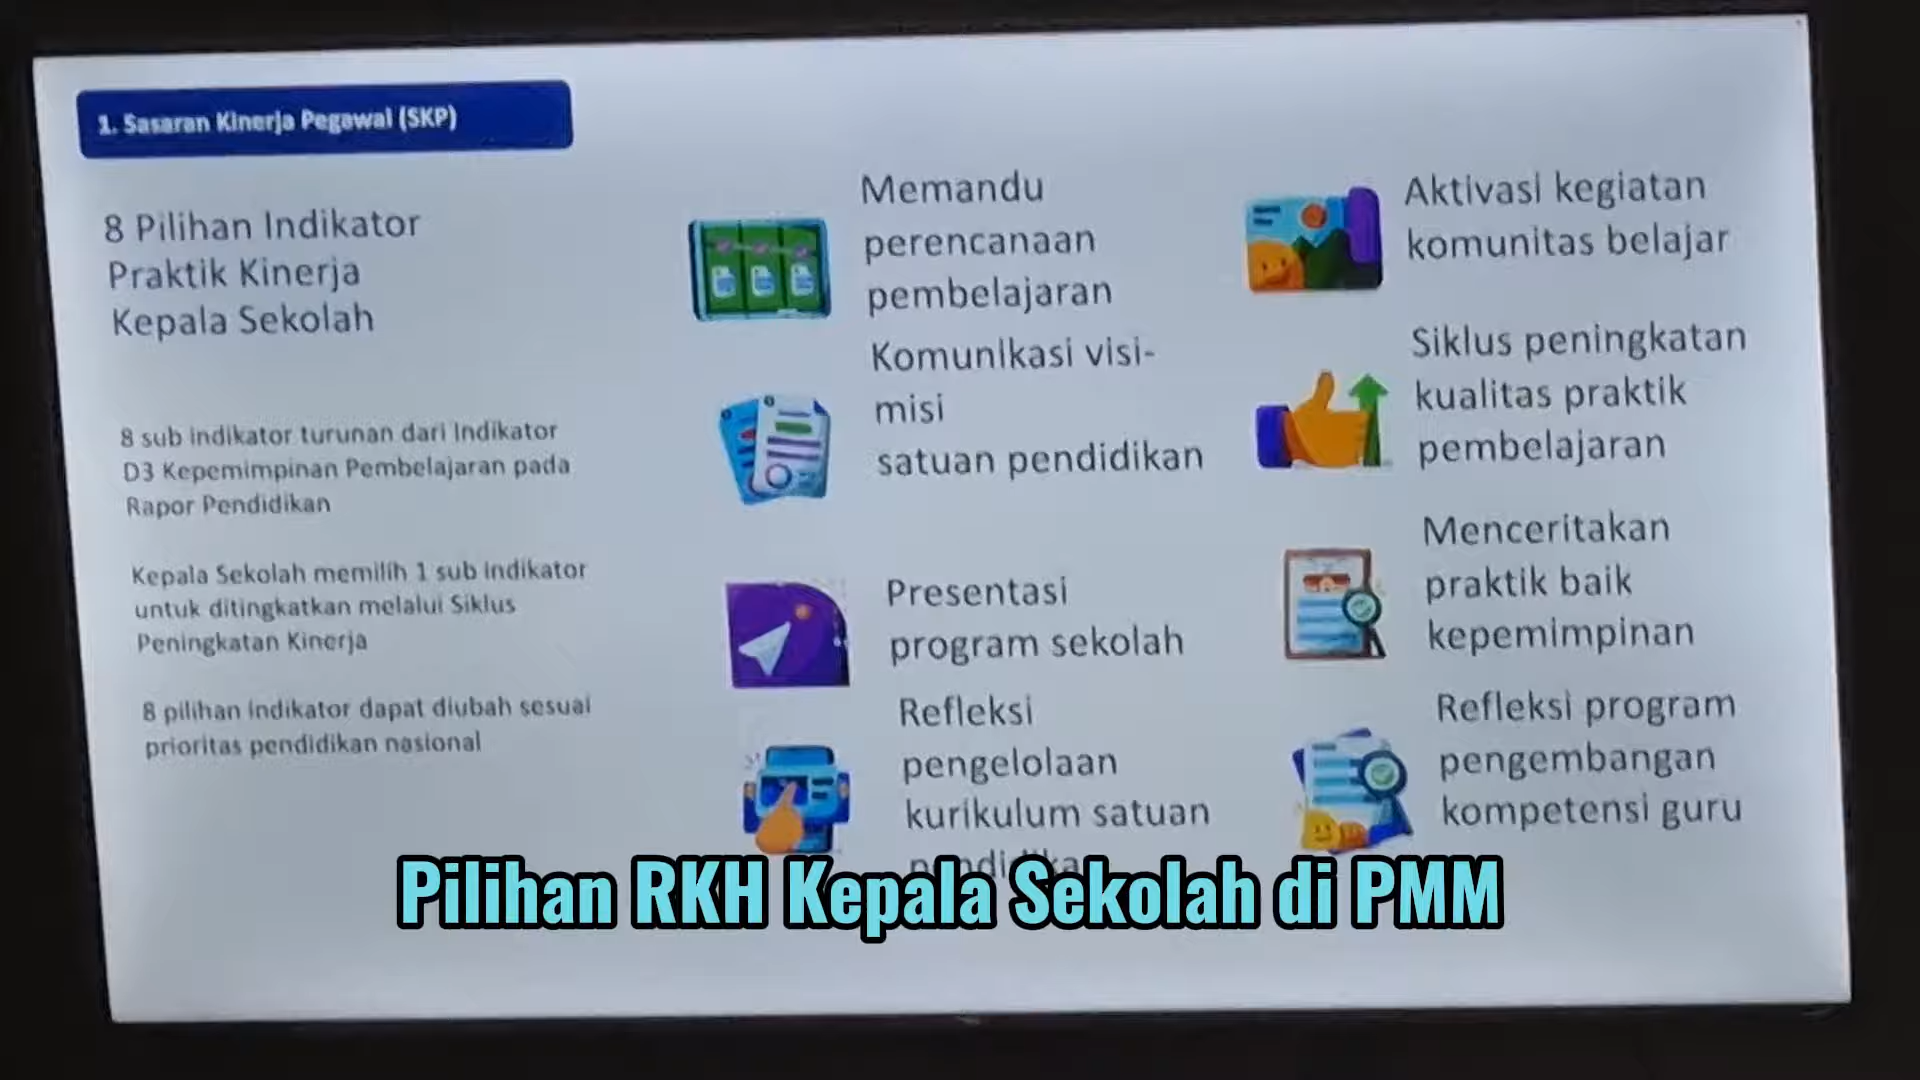 1. Sasaran Kinerja Pegawai (SKP)
8 Pilihan Indikator
Praktik Kinerja
Kepala Sekolah
8 sub indikator turunan dari Indikator
D3 Kepemimpinan Pembelajaran pada
Rapor Pendidikan
Kepala Sekolah memilih 1 sub indikator
untuk ditingkatkan melalui Siklus
Peningkatan Kinerja
8 pilihan indikator dapat diubah sesuai
prioritas pendidikan nasional
Memandu
perencanaan
pembelajaran
Komunikasi visi-
misi
satuan pendidikan
Presentasi
program sekolah
Refleksi
pengelolaan
kurikulum satuan
Aktivasi kegiatan
komunitas belajar
Siklus peningkatan
kualitas praktik
pembelajaran
Menceritakan
praktik baik
kepemimpinan
Refleksi program
pengembangan
kompetensi guru
Pilihan RKH Kepala Sekolah di PMM